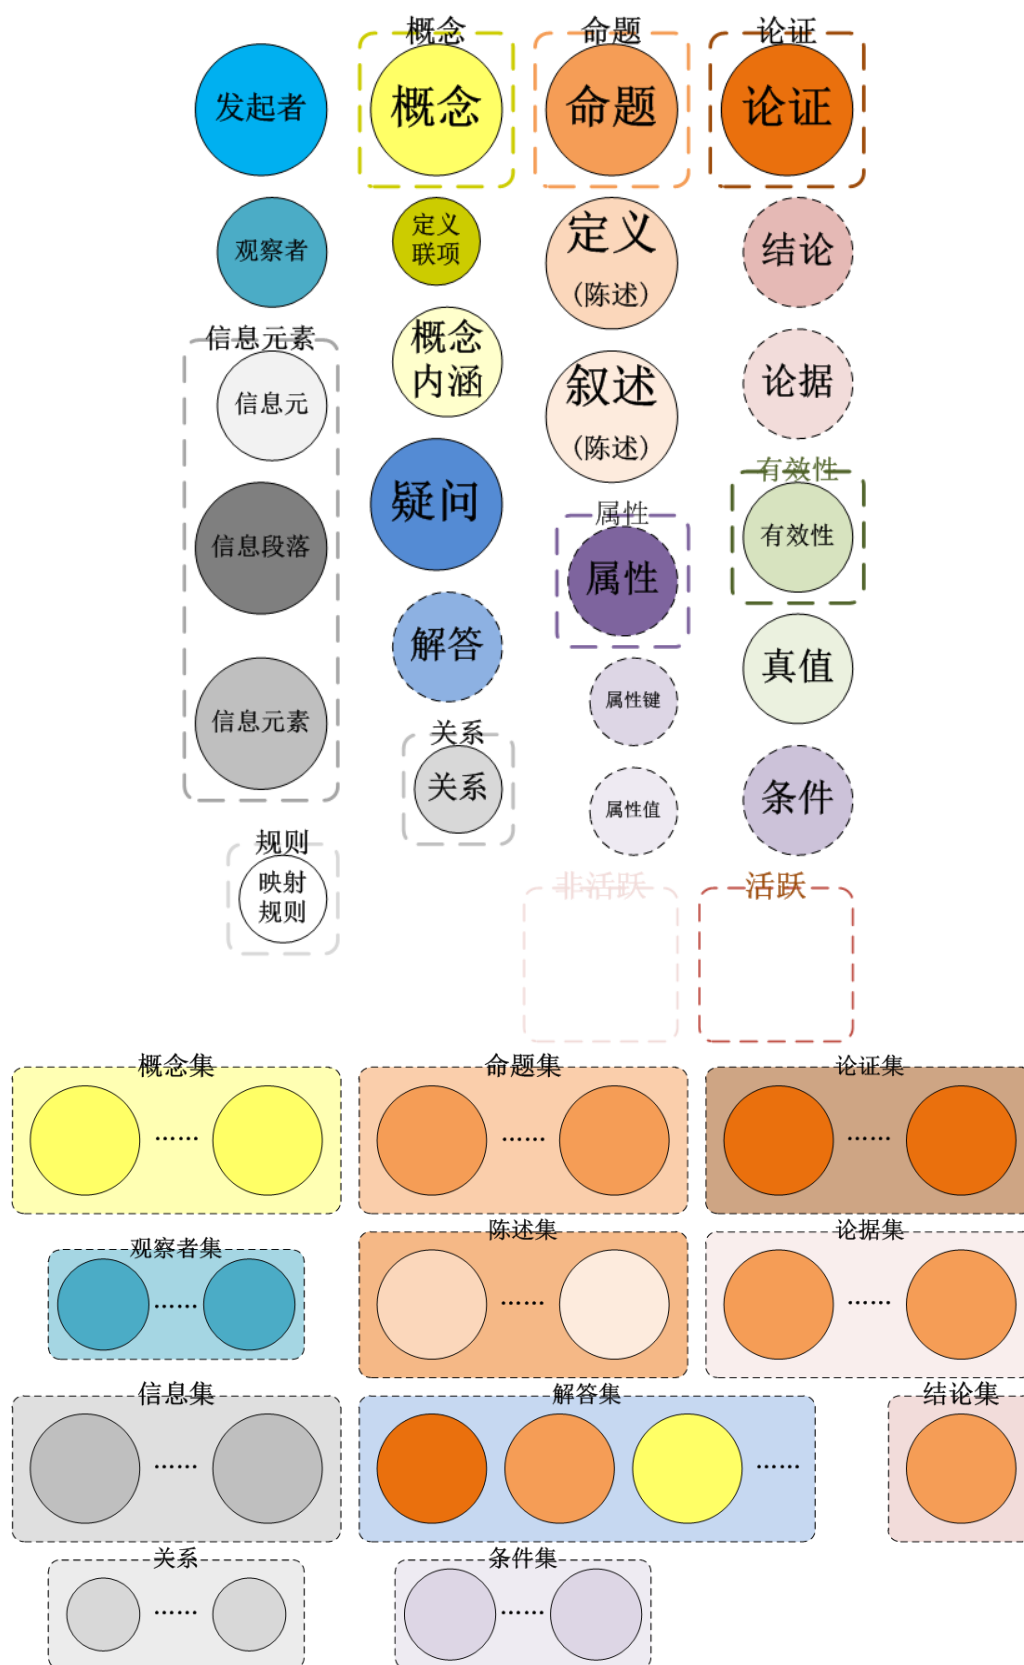 概念
命题
论证
发起者
概念
命题
论证
观察者
定义
联项
定义
(陈述)
结论
信息元素
信息元
概念
内涵
叙述
(陈述)
论据
疑问
有效性
有效性
信息段落
属性
属性
解答
真值
信息元素
属性键
关系
关系
条件
属性值
规则
映射
规则
非活跃
活跃
概念集
命题集
论证集
……
……
……
观察者集
陈述集
论据集
……
……
……
信息集
解答集
结论集
……
……
关系
条件集
……
……